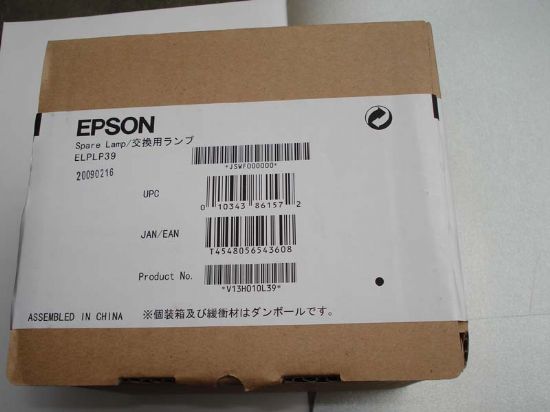 EPSON
Spare Lamp/交換用ランプ
ELPLP39
*JSWF000000*
20090216
UPC
0 10343 86157 2
JAN/EAN
T4548056543608
Product No.
*V13H010L39*
ASSEMBLED IN CHINA ※個装箱及び緩衝材はダンボールです。